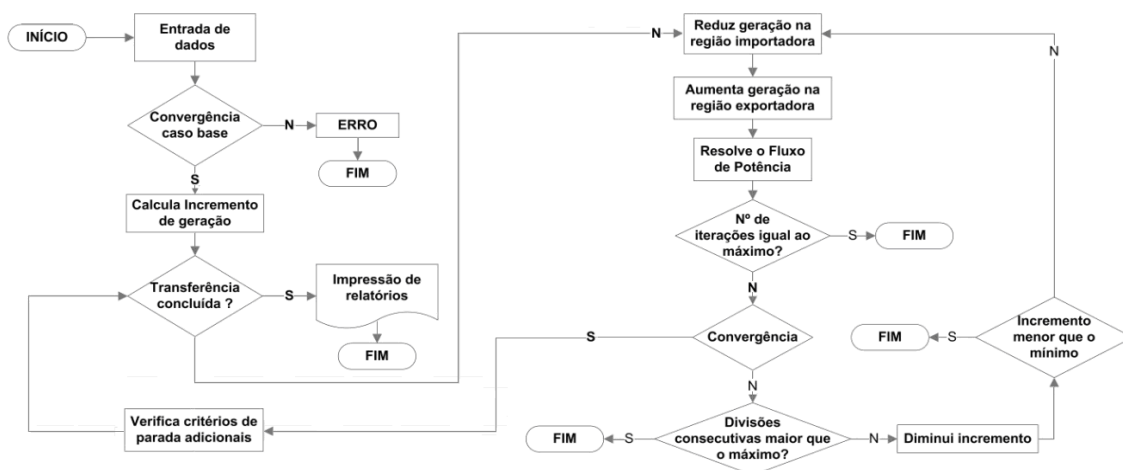 INÍCIO
Entrada de
dados
Convergência
caso base
N
ERRO
FIM
S
Calcula Incremento
de geração
Transferência
concluída ?
S
Impressão de
relatórios
FIM
Verifica critérios de
parada adicionais
N
Reduz geração na
região importadora
Aumenta geração na
região exportadora
Resolve o Fluxo
de Potência
Nº de
iterações igual ao
máximo?
S
FIM
N
Convergência
S
N
Divisões
consecutivas maior que
o máximo?
S
FIM
N
Diminui incremento
Incremento
menor que o
mínimo
S
FIM
N